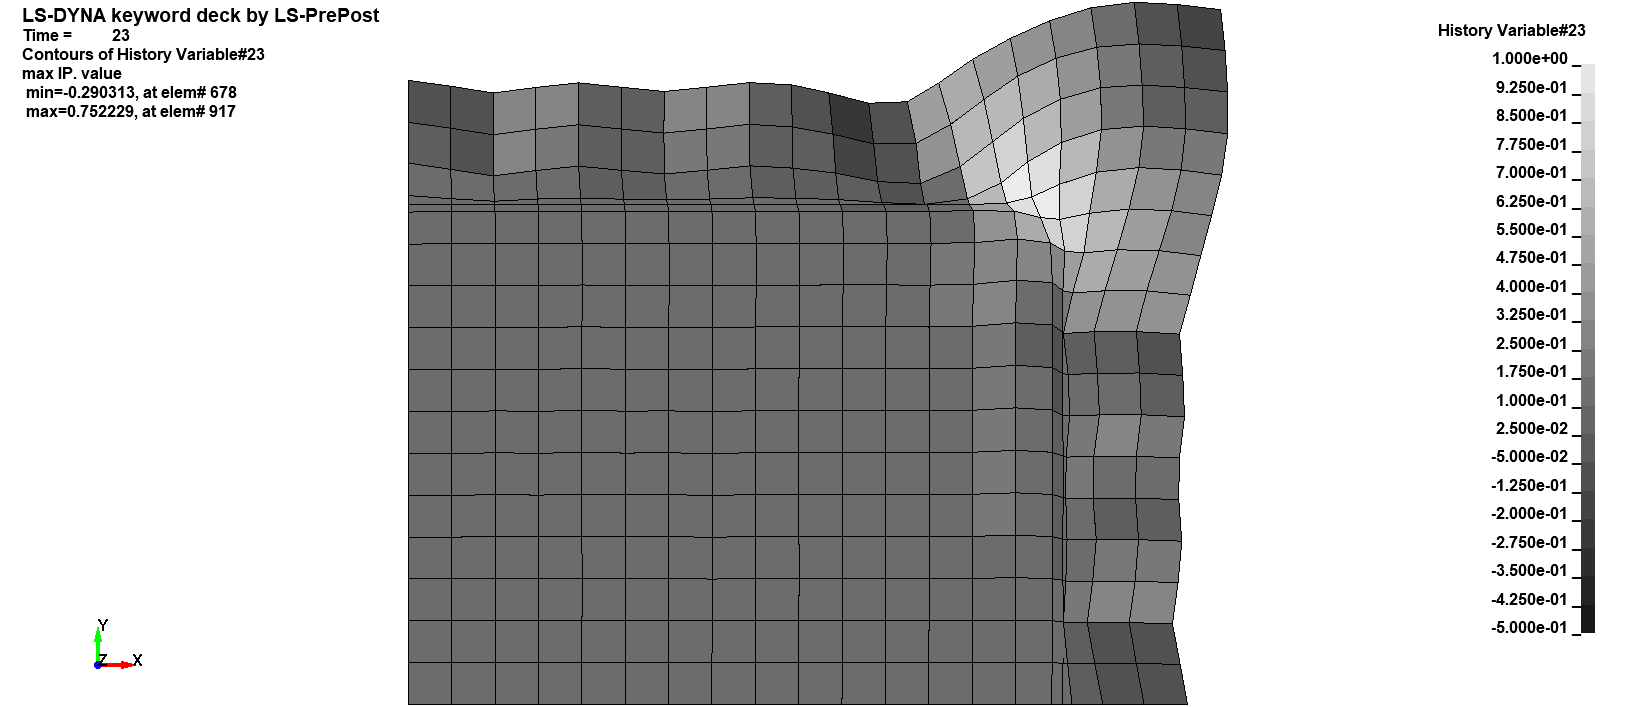 LS-DYNA keyword deck by LS-PrePost
Time = 23
Contours of History Variable#23
max IP. value
min=-0.290313, at elem# 678
max=0.752229, at elem# 917
History Variable#23
1.000e+00
9.250e-01
8.500e-01
7.750e-01
7.000e-01
6.250e-01
5.500e-01
4.750e-01
4.000e-01
3.250e-01
2.500e-01
1.750e-01
1.000e-01
2.500e-02
-5.000e-02
-1.250e-01
-2.000e-01
-2.750e-01
-3.500e-01
-4.250e-01
-5.000e-01
Y
Z
X